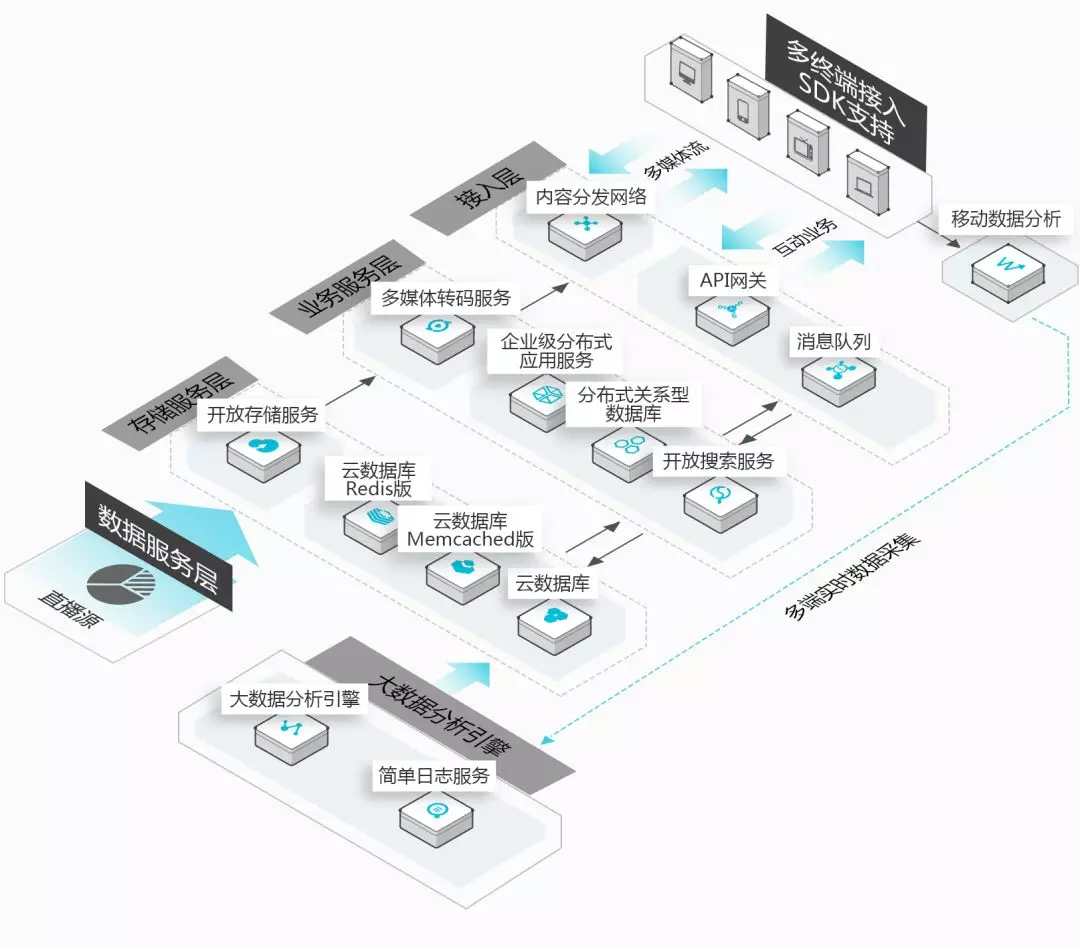 多终端接入
SDK支持
多媒体流
接入层
内容分发网络
移动数据分析
互动业务
业务服务层
API网关
多媒体转码服务
消息队列
企业级分布式
应用服务
存储服务层
分布式关系型
数据库
开放存储服务
开放搜索服务
云数据库
Redis版
数据服务层
云数据库
Memcached版
多端实时数据采集
云数据库
直播源
大数据分析引擎
大数据分析引擎
简单日志服务